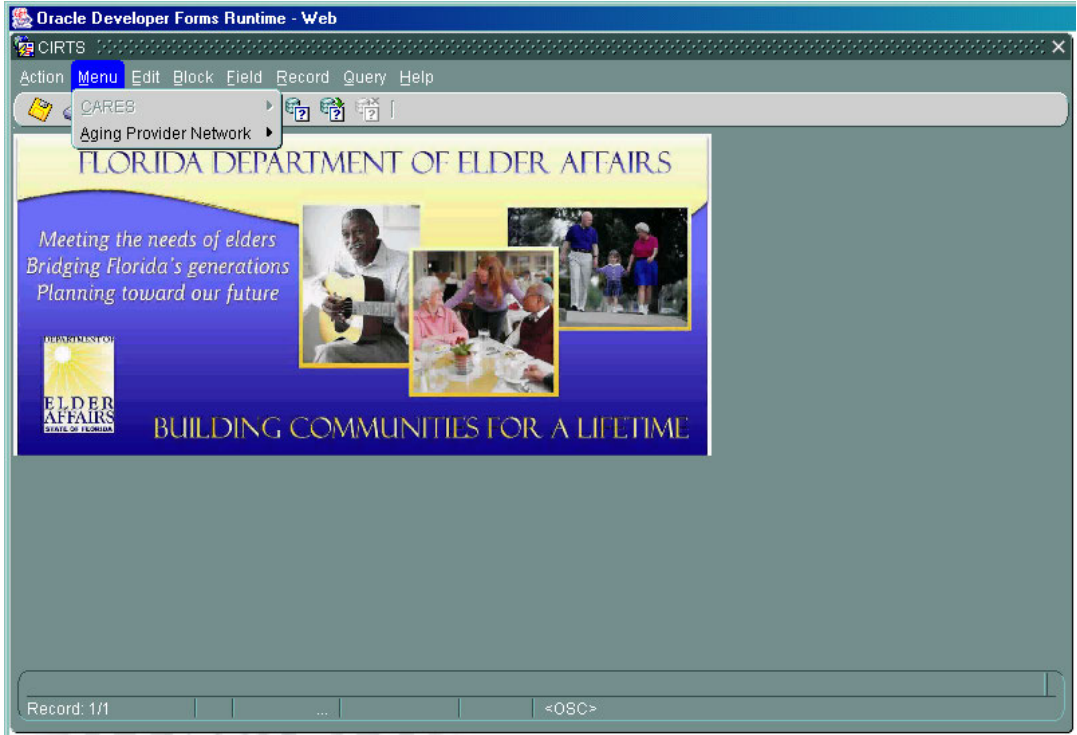 Oracle Developer Forms Runtime - Web
CIRTS
Action Menu Edit Block Field Record Query Help
CARES
Aging Provider Network
FLORIDA DEPARTMENT OF ELDER AFFAIRS
Meeting the needs of elders
Bridging Florida's generations
Planning toward our future
DEPARTMENT OF
ELDER
AFFAIRS
STATE OF FLORIDA
BUILDING COMMUNITIES FOR A LIFETIME
Record: 1/1 ... <OSC>